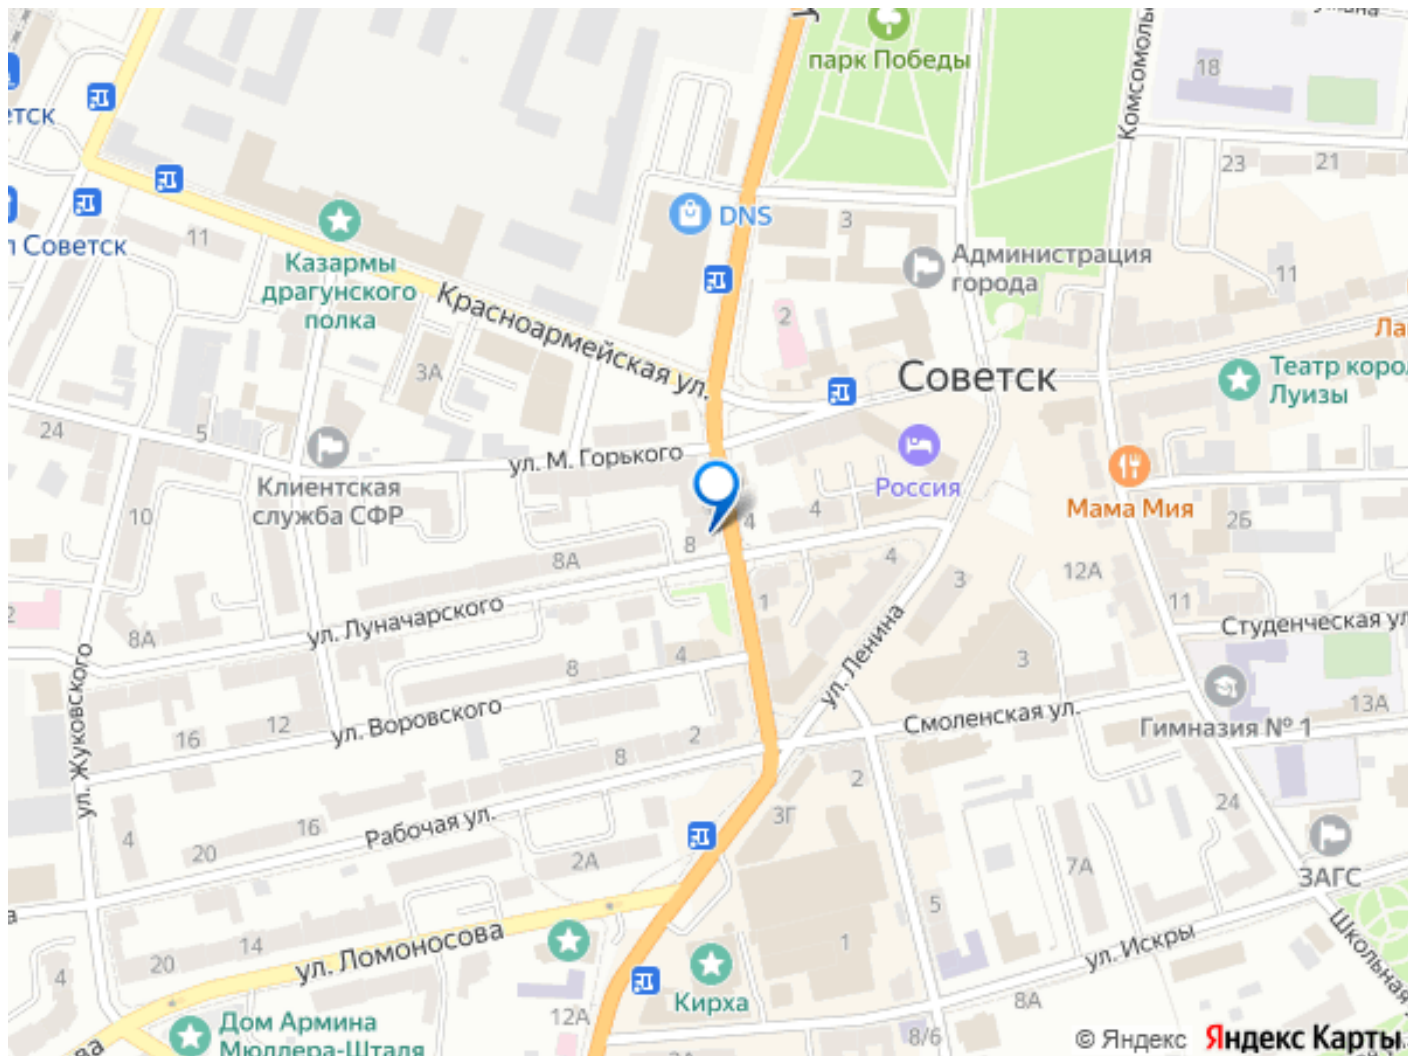 парк Победы
18
Комсомоль
етск
23
21
DNS
3
11
л Советск
Администрация
города
11
Казармы
драгунского
полка
Красноармейская ул.
2
Ла
3А
Советск
Театр корол
Луизы
24
5
ул. М. Горького
Клиентская
служба СФР
Россия
Мама Мия
10
4
4
2Б
8
8А
4
3
12А
2
1
11
ул. Луначарского
8А
Студенческая ул
ул. Ленина
4
3
8
ул. Жуковского
ул. Воровского
12
16
2
8
Смоленская ул.
13А
Гимназия № 1
2
3Г
24
16
Рабочая ул.
4
20
2А
7А
ЗАГС
а
5
14
ул. Ломоносова
20
4
1
ул. Искры
Школьная
Кирха
12А
8А
8/6
Дом Армина
Мюллера-Шталя
ова
© Яндекс Яндекс Карты